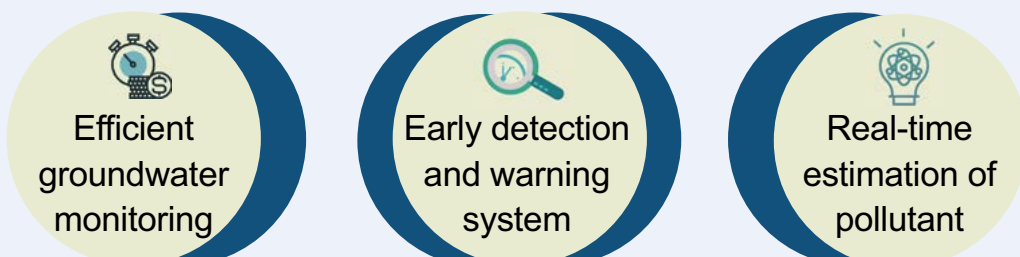 Efficient
groundwater
monitoring
Early detection
and warning
system
Real-time
estimation of
pollutant